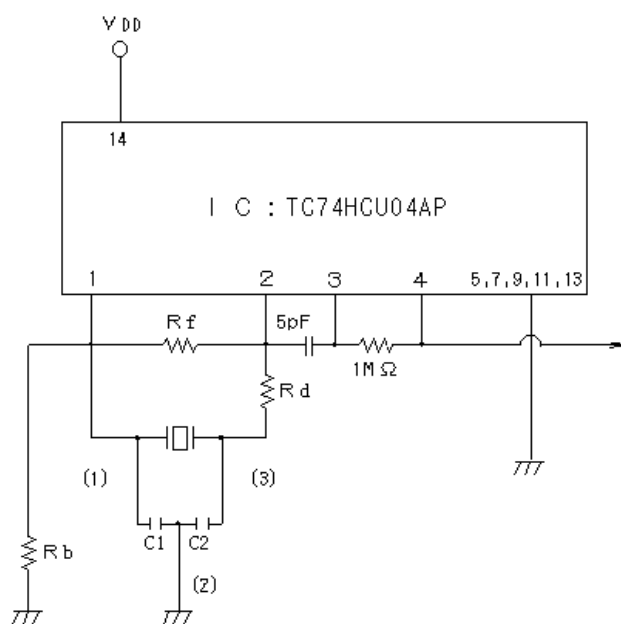 VDD
14
IC:TC74HCU04AP
1 2 3 4 5,7,9,11,13
Rf 5pF
1MΩ
Rd
(1) (3)
C1 C2
Rb
(2)